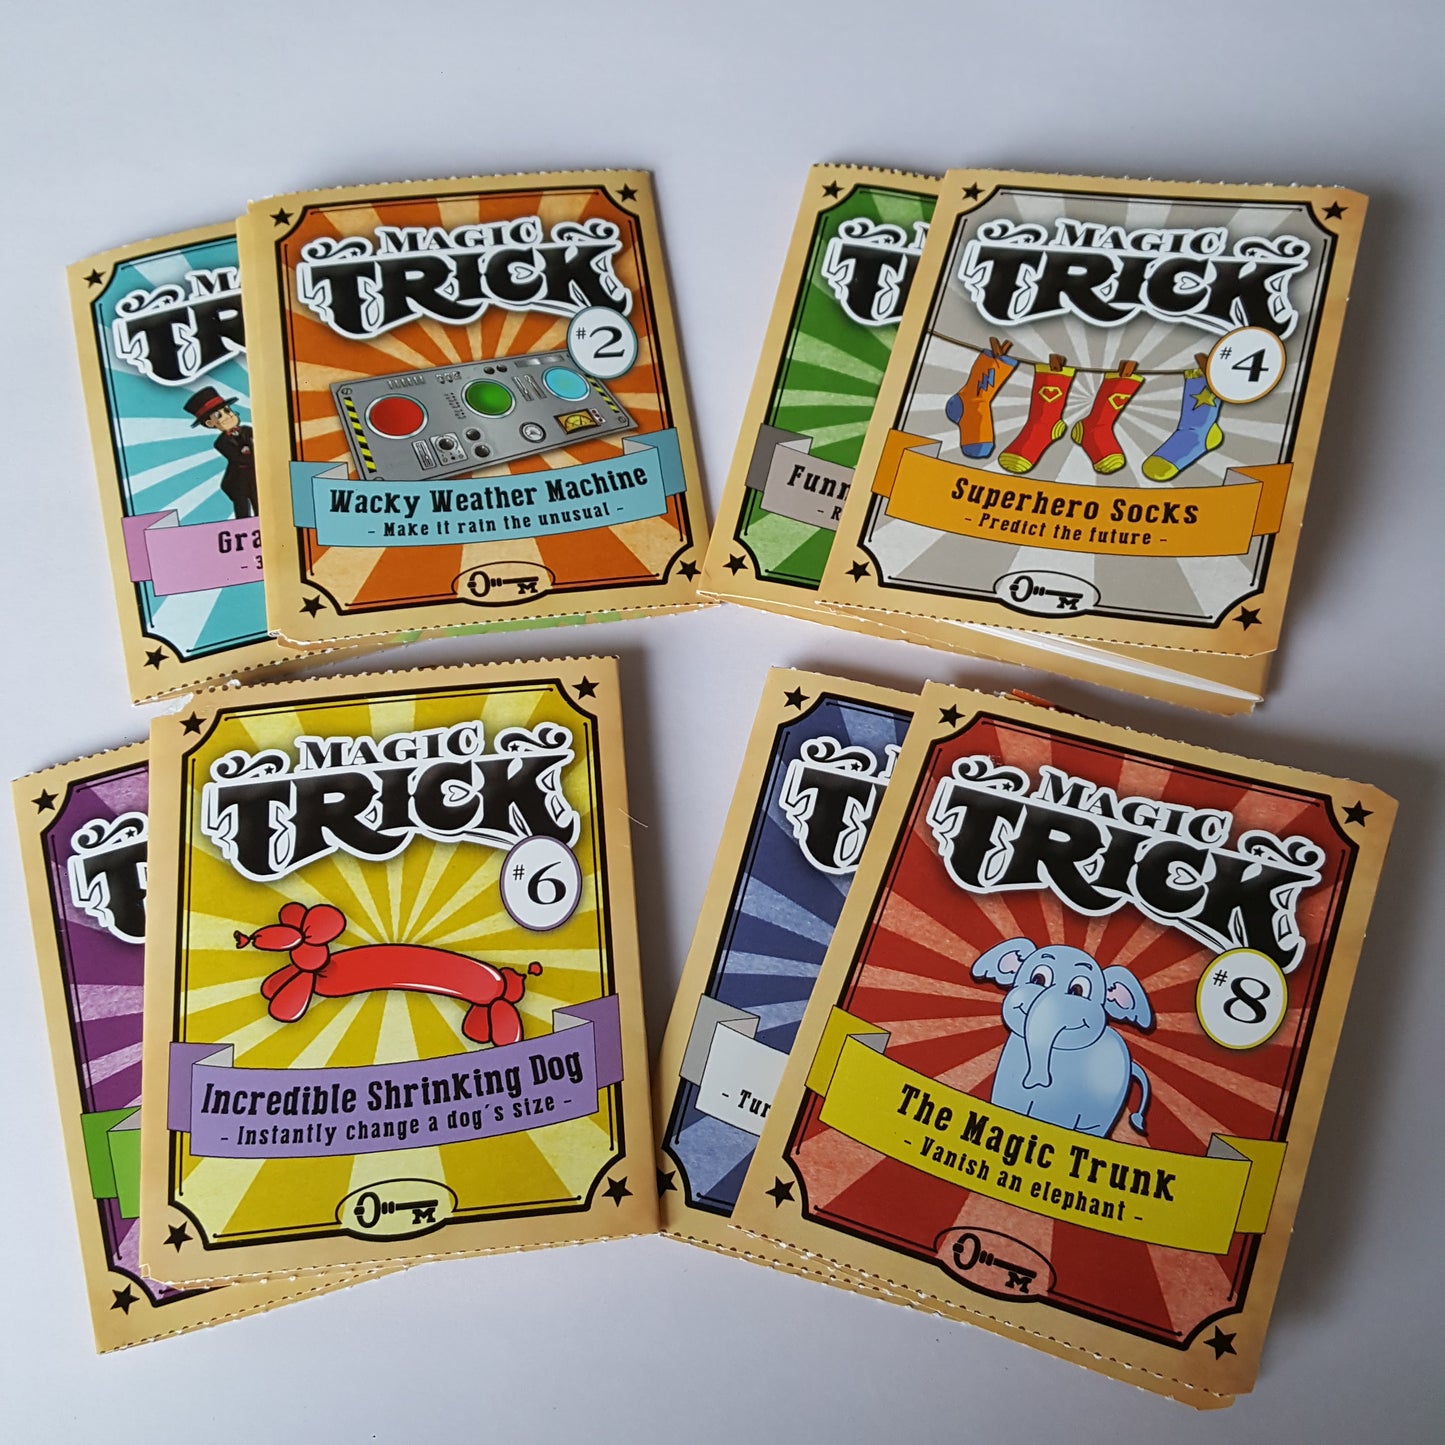 MAGIC
TRICK
#2
Wacky Weather Machine
- Make it rain the unusual -
M
MAGIC
TRICK
#4
Superhero Socks
- Predict the future -
M
MAGIC
TRICK
#6
Incredible Shrinking Dog
- Instantly change a dog´s size -
M
MAGIC
TRICK
#8
The Magic Trunk
- Vanish an elephant -
M